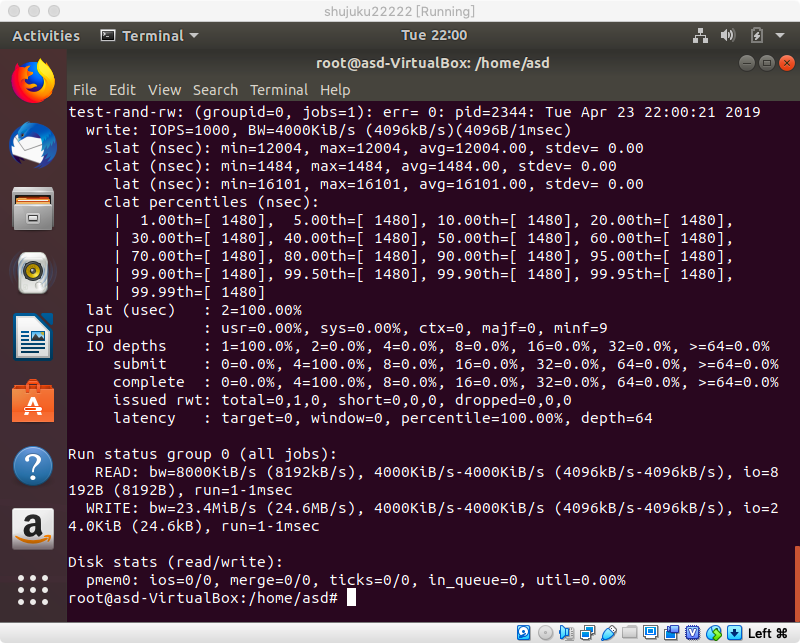 shujuku22222 [Running]
Activities Terminal Tue 22:00
root@asd-VirtualBox: /home/asd
File Edit View Search Terminal Help
test-rand-rw: (groupid=0, jobs=1): err= 0: pid=2344: Tue Apr 23 22:00:21 2019
write: IOPS=1000, BW=4000KiB/s (4096kB/s)(4096B/1msec)
slat (nsec): min=12004, max=12004, avg=12004.00, stdev= 0.00
clat (nsec): min=1484, max=1484, avg=1484.00, stdev= 0.00
lat (nsec): min=16101, max=16101, avg=16101.00, stdev= 0.00
clat percentiles (nsec):
| 1.00th=[ 1480], 5.00th=[ 1480], 10.00th=[ 1480], 20.00th=[ 1480],
| 30.00th=[ 1480], 40.00th=[ 1480], 50.00th=[ 1480], 60.00th=[ 1480],
| 70.00th=[ 1480], 80.00th=[ 1480], 90.00th=[ 1480], 95.00th=[ 1480],
| 99.00th=[ 1480], 99.50th=[ 1480], 99.90th=[ 1480], 99.95th=[ 1480],
| 99.99th=[ 1480]
lat (usec) : 2=100.00%
cpu : usr=0.00%, sys=0.00%, ctx=0, majf=0, minf=9
IO depths : 1=100.0%, 2=0.0%, 4=0.0%, 8=0.0%, 16=0.0%, 32=0.0%, >=64=0.0%
submit : 0=0.0%, 4=100.0%, 8=0.0%, 16=0.0%, 32=0.0%, 64=0.0%, >=64=0.0%
complete : 0=0.0%, 4=100.0%, 8=0.0%, 16=0.0%, 32=0.0%, 64=0.0%, >=64=0.0%
issued rwt: total=0,1,0, short=0,0,0, dropped=0,0,0
latency : target=0, window=0, percentile=100.00%, depth=64
Run status group 0 (all jobs):
READ: bw=8000KiB/s (8192kB/s), 4000KiB/s-4000KiB/s (4096kB/s-4096kB/s), io=8
192B (8192B), run=1-1msec
WRITE: bw=23.4MiB/s (24.6MB/s), 4000KiB/s-4000KiB/s (4096kB/s-4096kB/s), io=2
4.0KiB (24.6kB), run=1-1msec
Disk stats (read/write):
pmem0: ios=0/0, merge=0/0, ticks=0/0, in_queue=0, util=0.00%
root@asd-VirtualBox:/home/asd#
Left ⌘